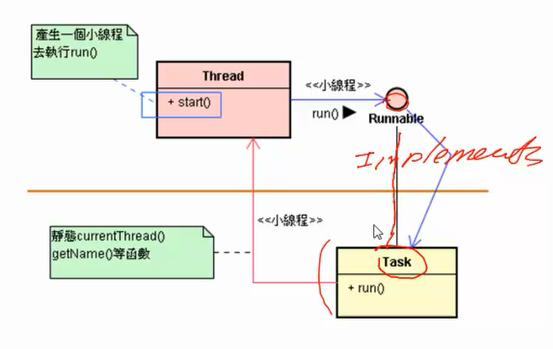 產生一個小線程
去執行run()
Thread
+ start()
<<小線程>>
run()
Runnable
Implements
<<小線程>>
靜態currentThread()
getName()等函數
Task
+ run()